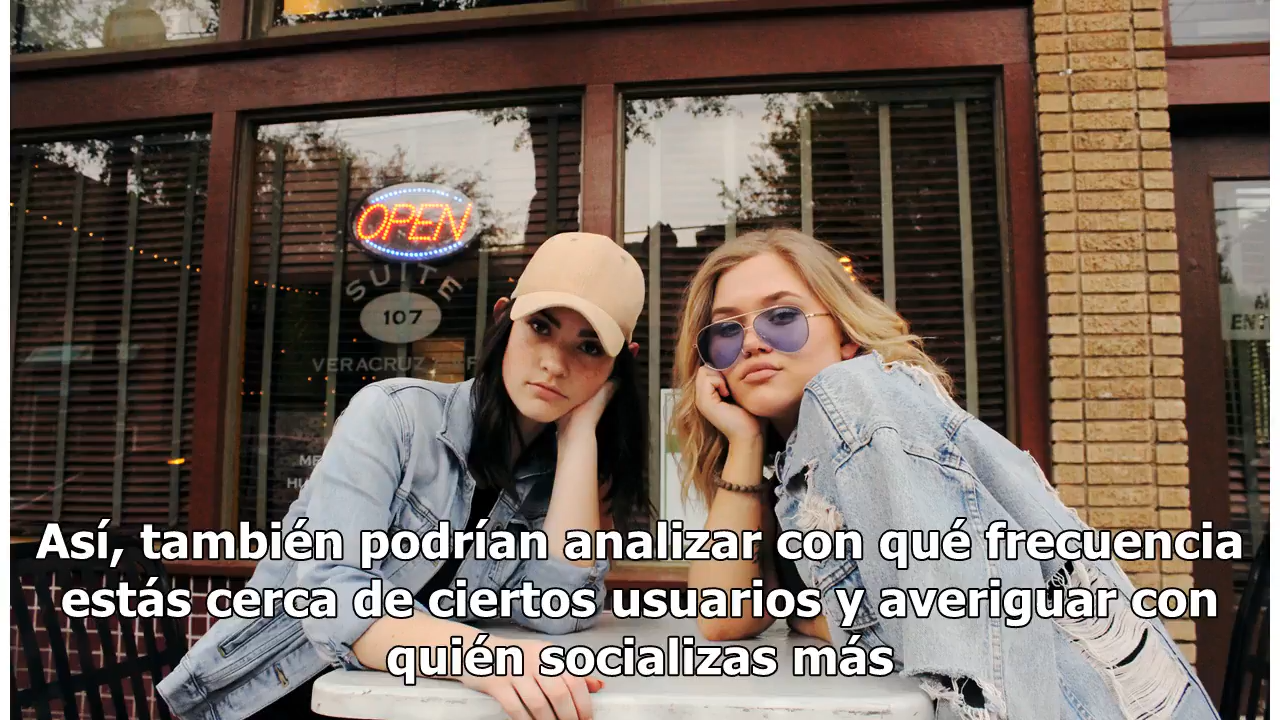 OPEN
SUITE
107
VERACRUZ
Así, también podrían analizar con qué frecuencia
estás cerca de ciertos usuarios y averiguar con
quién socializas más